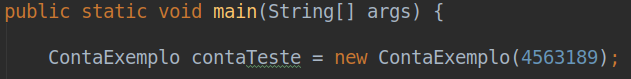 public static void main(String[] args) {
ContaExemplo contaTeste = new ContaExemplo(4563189);